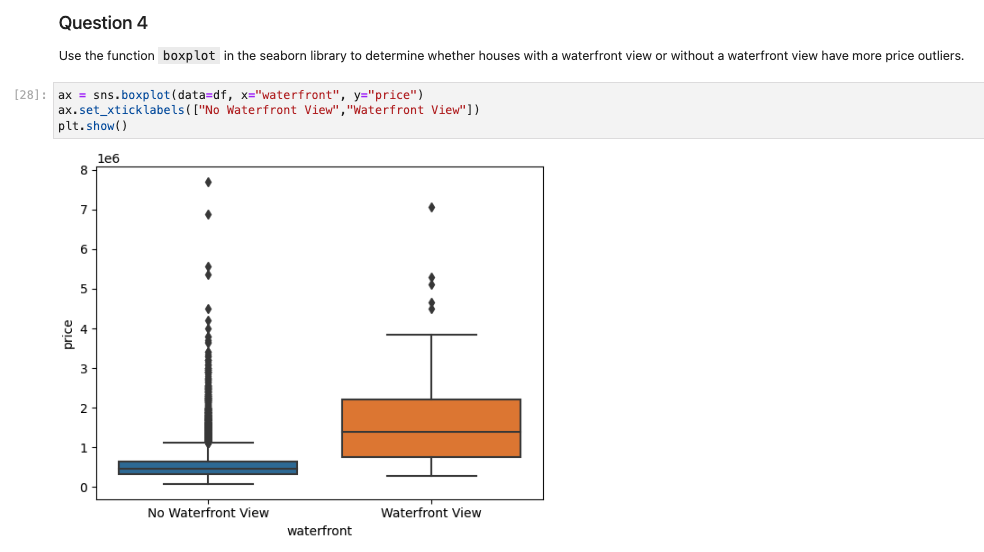 Question 4
Use the function boxplot in the seaborn library to determine whether houses with a waterfront view or without a waterfront view have more price outliers.
[28]: ax = sns.boxplot(data=df, x="waterfront", y="price")
ax.set_xticklabels(["No Waterfront View","Waterfront View"])
plt.show()
1e6
8
7
6
5
4
3
2
1
0
price
No Waterfront View Waterfront View
waterfront